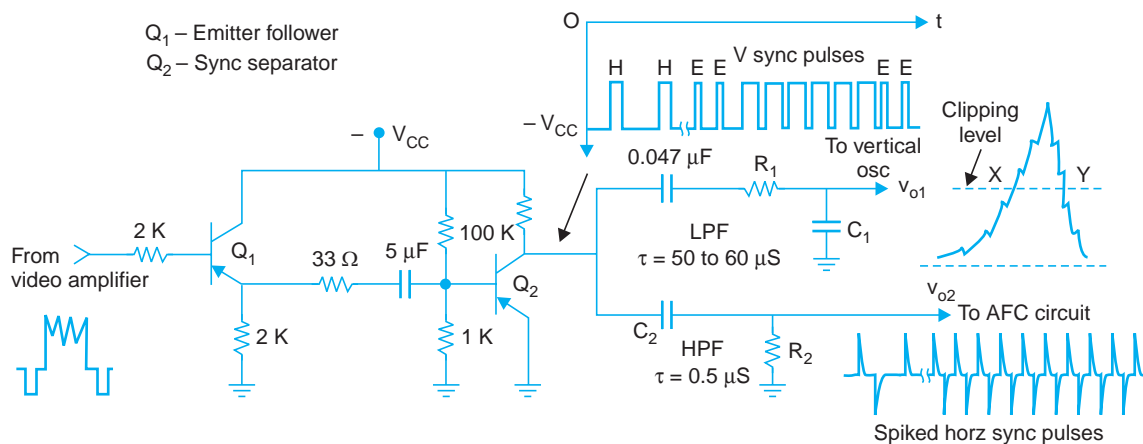 Q1 – Emitter follower
Q2 – Sync separator
O
t
V sync pulses
H H E E E E
– VCC
Clipping
level
X Y
To vertical
osc
– VCC
0.047 μF
R1
vo1
C1
LPF
τ = 50 to 60 μS
From
video amplifier
2 K
Q1
33 Ω
5 μF
100 K
Q2
2 K
1 K
C2
HPF
τ = 0.5 μS
R2
vo2
To AFC circuit
Spiked horz sync pulses